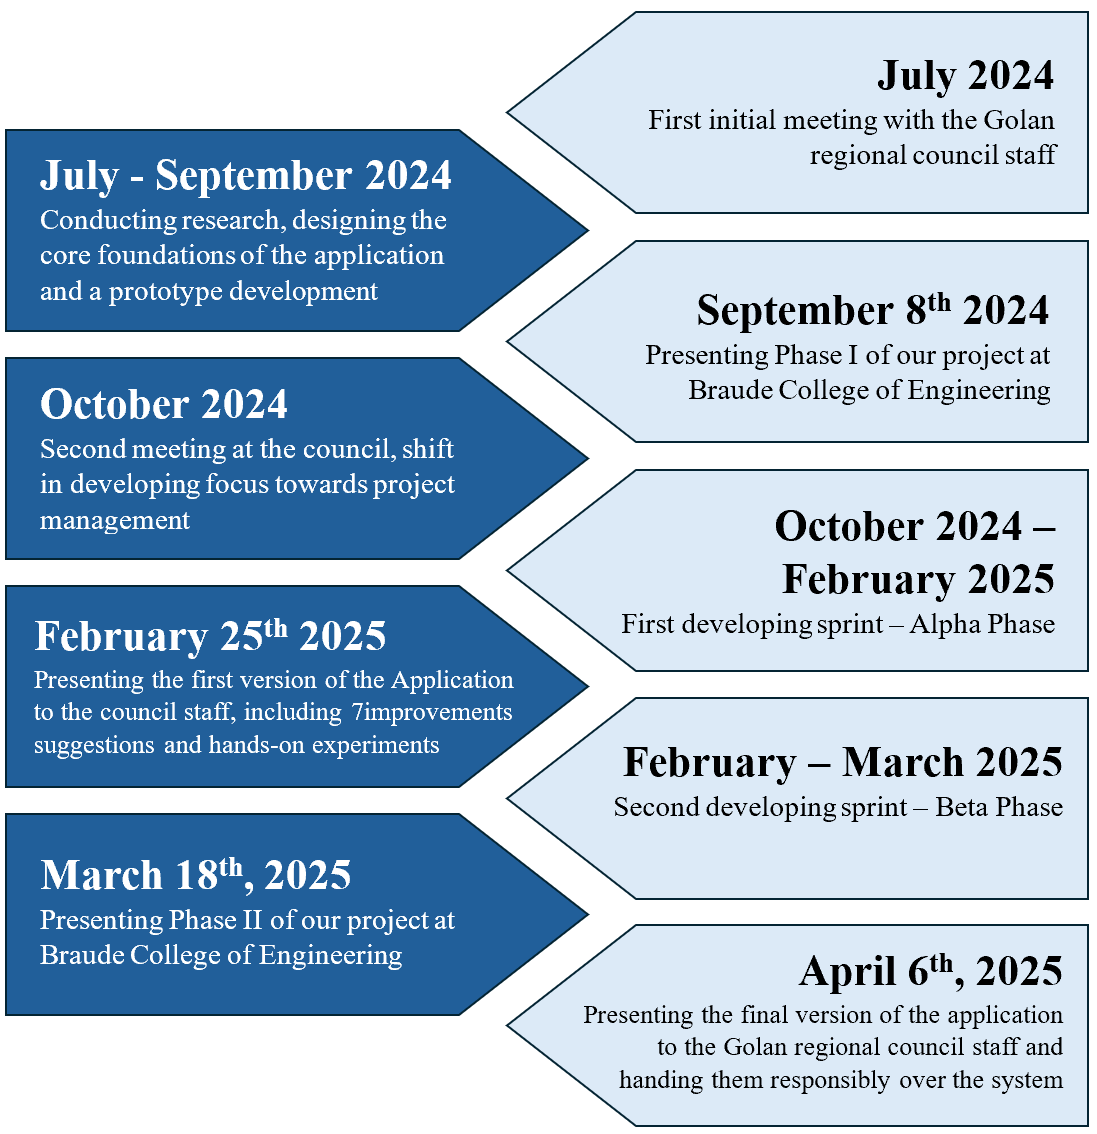 July 2024
First initial meeting with the Golan
regional council staff
July - September 2024
Conducting research, designing the
core foundations of the application
and a prototype development
September 8th 2024
Presenting Phase I of our project at
Braude College of Engineering
October 2024
Second meeting at the council, shift
in developing focus towards project
management
October 2024 –
February 2025
First developing sprint – Alpha Phase
February 25th 2025
Presenting the first version of the Application
to the council staff, including 7improvements
suggestions and hands-on experiments
February – March 2025
Second developing sprint – Beta Phase
March 18th, 2025
Presenting Phase II of our project at
Braude College of Engineering
April 6th, 2025
Presenting the final version of the application
to the Golan regional council staff and
handing them responsibly over the system